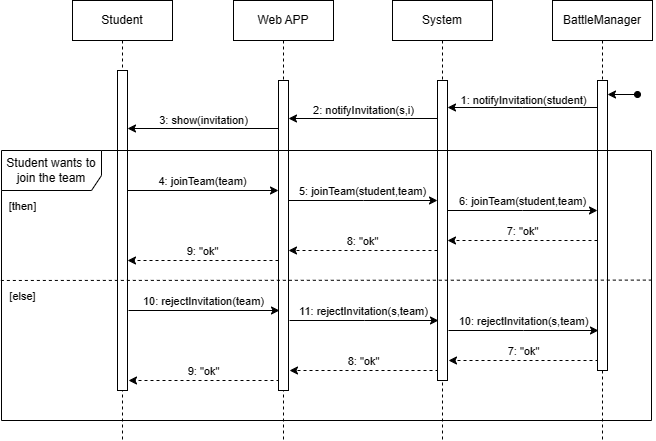 Student
Web APP
System
BattleManager
1: notifyInvitation(student)
2: notifyInvitation(s,i)
3: show(invitation)
Student wants to
join the team
[then]
4: joinTeam(team)
5: joinTeam(student,team)
6: joinTeam(student,team)
7: "ok"
8: "ok"
9: "ok"
[else]
10: rejectInvitation(team)
11: rejectInvitation(s,team)
10: rejectInvitation(s,team)
7: "ok"
8: "ok"
9: "ok"